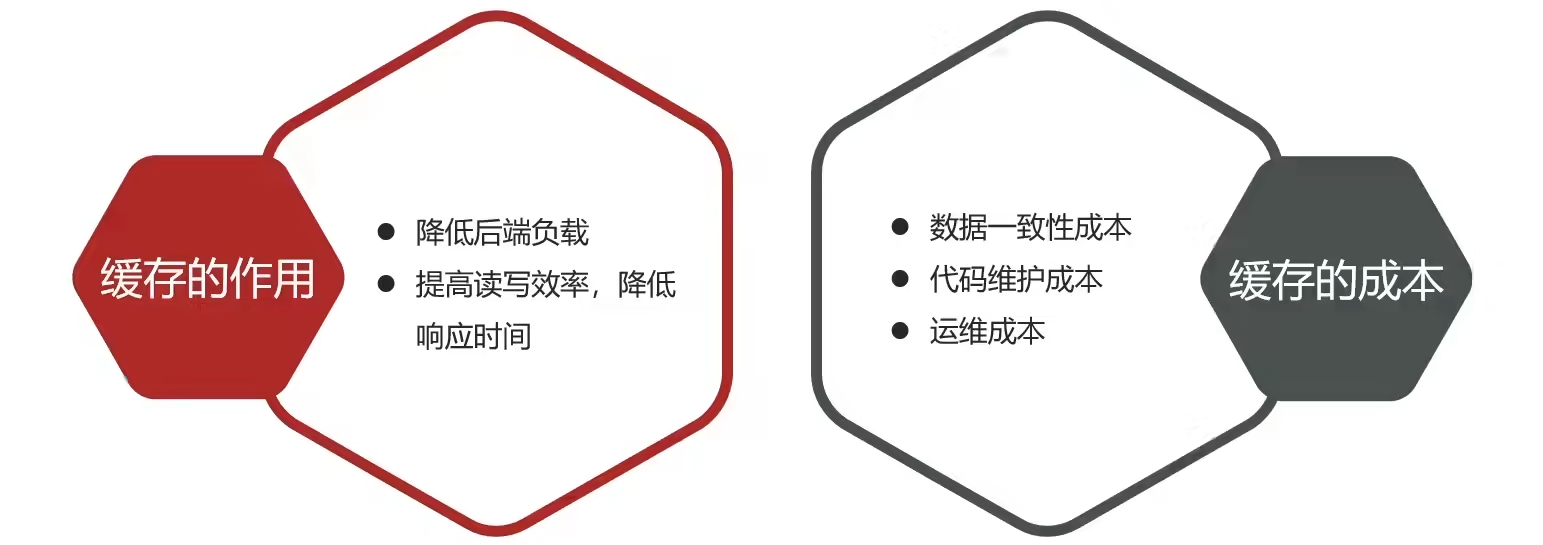 缓存的作用
● 降低后端负载
● 提高读写效率，降低
响应时间
● 数据一致性成本
● 代码维护成本
● 运维成本
缓存的成本